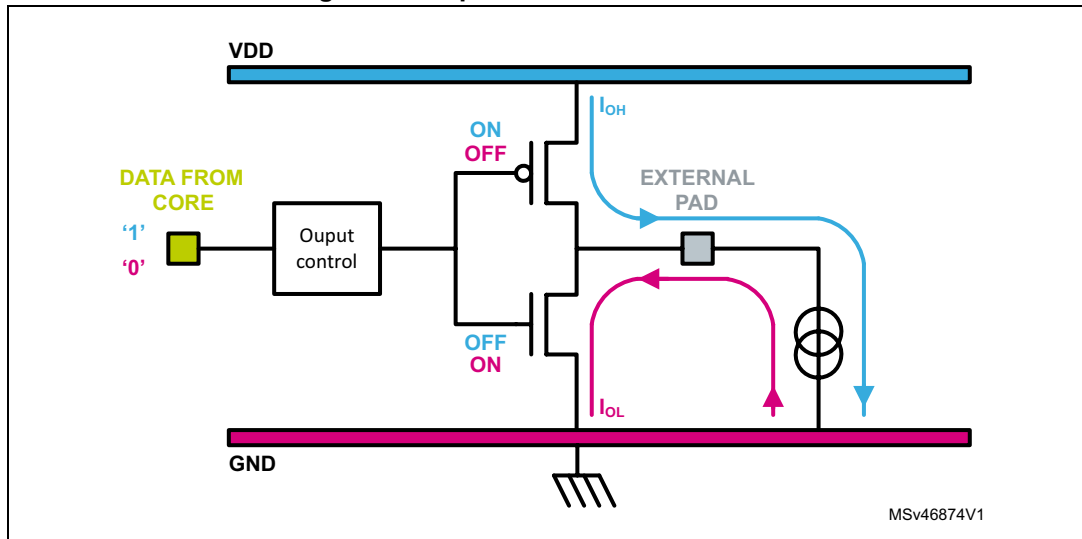 VDD
IOH
ON
OFF
DATA FROM
CORE
EXTERNAL
PAD
‘1’
‘0’
Ouput
control
OFF
ON
IOL
GND
MSv46874V1